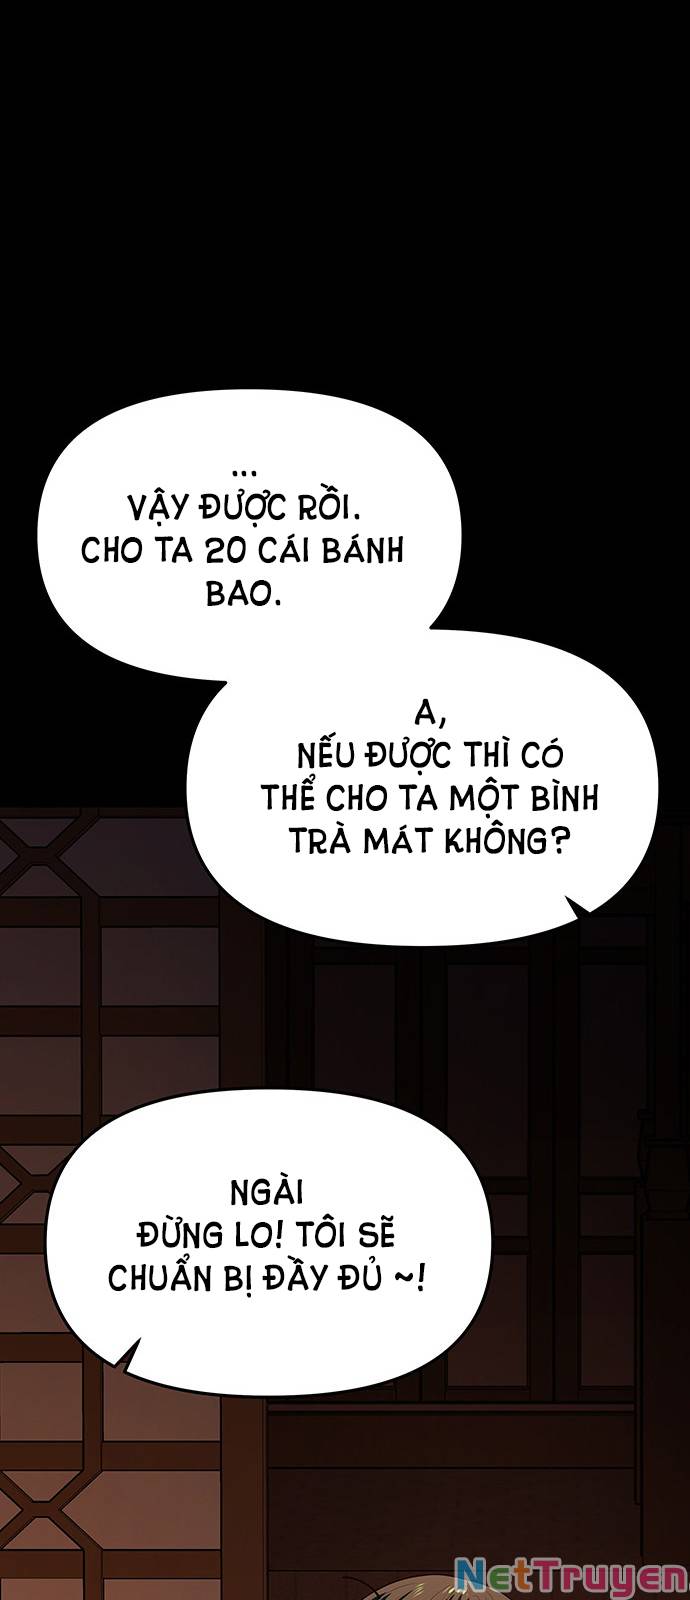 ...
VẬY ĐƯỢC RỒI.
CHO TA 20 CÁI BÁNH
BAO.
A,
NẾU ĐƯỢC THÌ CÓ
THỂ CHO TA MỘT BÌNH
TRÀ MÁT KHÔNG?
NGÀI
ĐỪNG LO! TÔI SẼ
CHUẨN BỊ ĐẦY ĐỦ ~!
NetTruyen